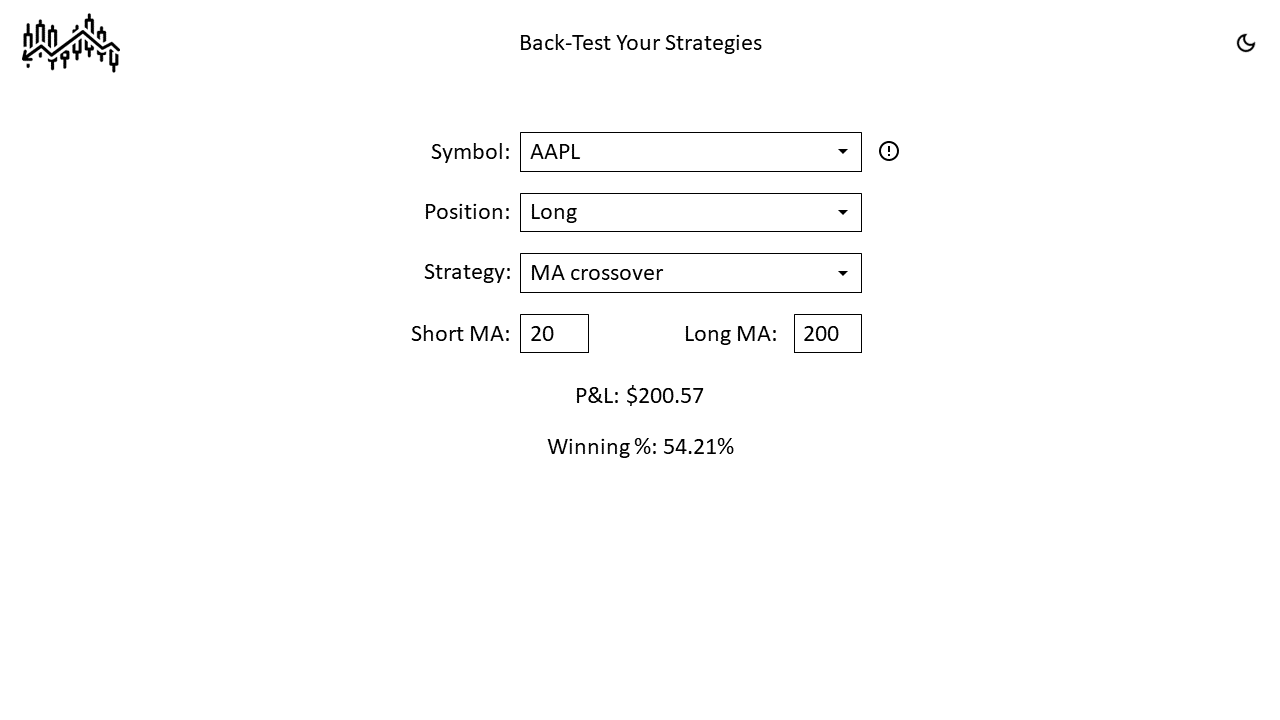 Back-Test Your Strategies
Symbol: AAPL
Position: Long
Strategy: MA crossover
Short MA: 20 Long MA: 200
P&L: $200.57
Winning %: 54.21%